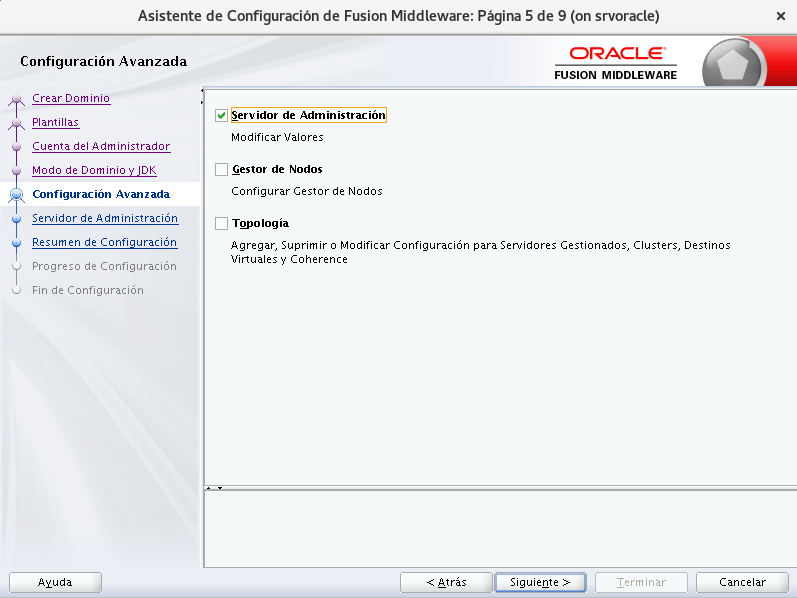 Asistente de Configuración de Fusion Middleware: Página 5 de 9 (on srvoracle)
Configuración Avanzada
ORACLE
FUSION MIDDLEWARE
Crear Dominio
Plantillas
Cuenta del Administrador
Modo de Dominio y JDK
Configuración Avanzada
Servidor de Administración
Resumen de Configuración
Progreso de Configuración
Fin de Configuración
Servidor de Administración
Modificar Valores
Gestor de Nodos
Configurar Gestor de Nodos
Topología
Agregar, Suprimir o Modificar Configuración para Servidores Gestionados, Clusters, Destinos
Virtuales y Coherence
Ayuda
< Atrás
Siguiente >
Terminar
Cancelar